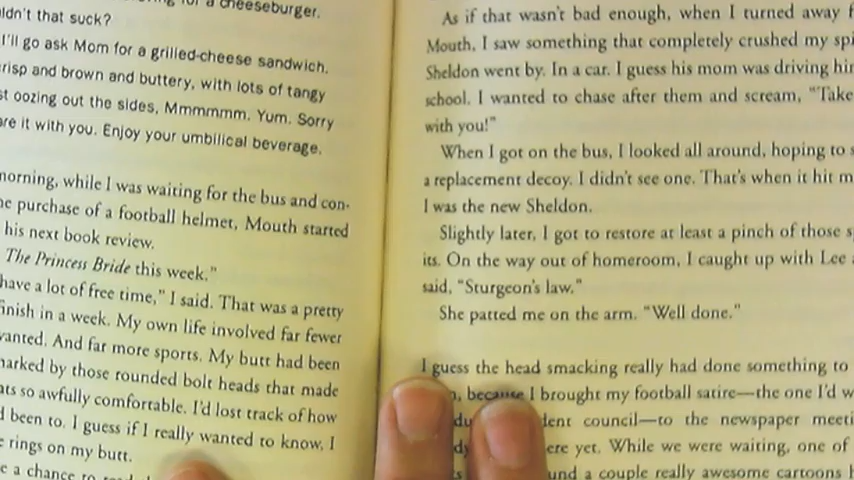 for a cheeseburger.
ldn't that suck?
I'll go ask Mom for a grilled-cheese sandwich.
risp and brown and buttery, with lots of tangy
st oozing out the sides, Mmmmmm. Yum. Sorry
are it with you. Enjoy your umbilical beverage.
morning, while I was waiting for the bus and con-
e purchase of a football helmet, Mouth started
his next book review.
The Princess Bride this week."
have a lot of free time," I said. That was a pretty
finish in a week. My own life involved far fewer
wanted. And far more sports. My butt had been
marked by those rounded bolt heads that made
ats so awfully comfortable. I'd lost track of how
d been to. I guess if I really wanted to know, I
e rings on my butt.
e a chance to
As if that wasn't bad enough, when I turned away f
Mouth, I saw something that completely crushed my spi
Sheldon went by. In a car. I guess his mom was driving him
school. I wanted to chase after them and scream, "Take
with you!"
When I got on the bus, I looked all around, hoping to s
a replacement decoy. I didn't see one. That's when it hit m
I was the new Sheldon.
Slightly later, I got to restore at least a pinch of those sp
its. On the way out of homeroom, I caught up with Lee a
said, "Sturgeon's law."
She patted me on the arm. "Well done."
I guess the head smacking really had done something to
because I brought my football satire—the one I'd w
dent council—to the newspaper meeti
ere yet. While we were waiting, one of
und a couple really awesome cartoons h